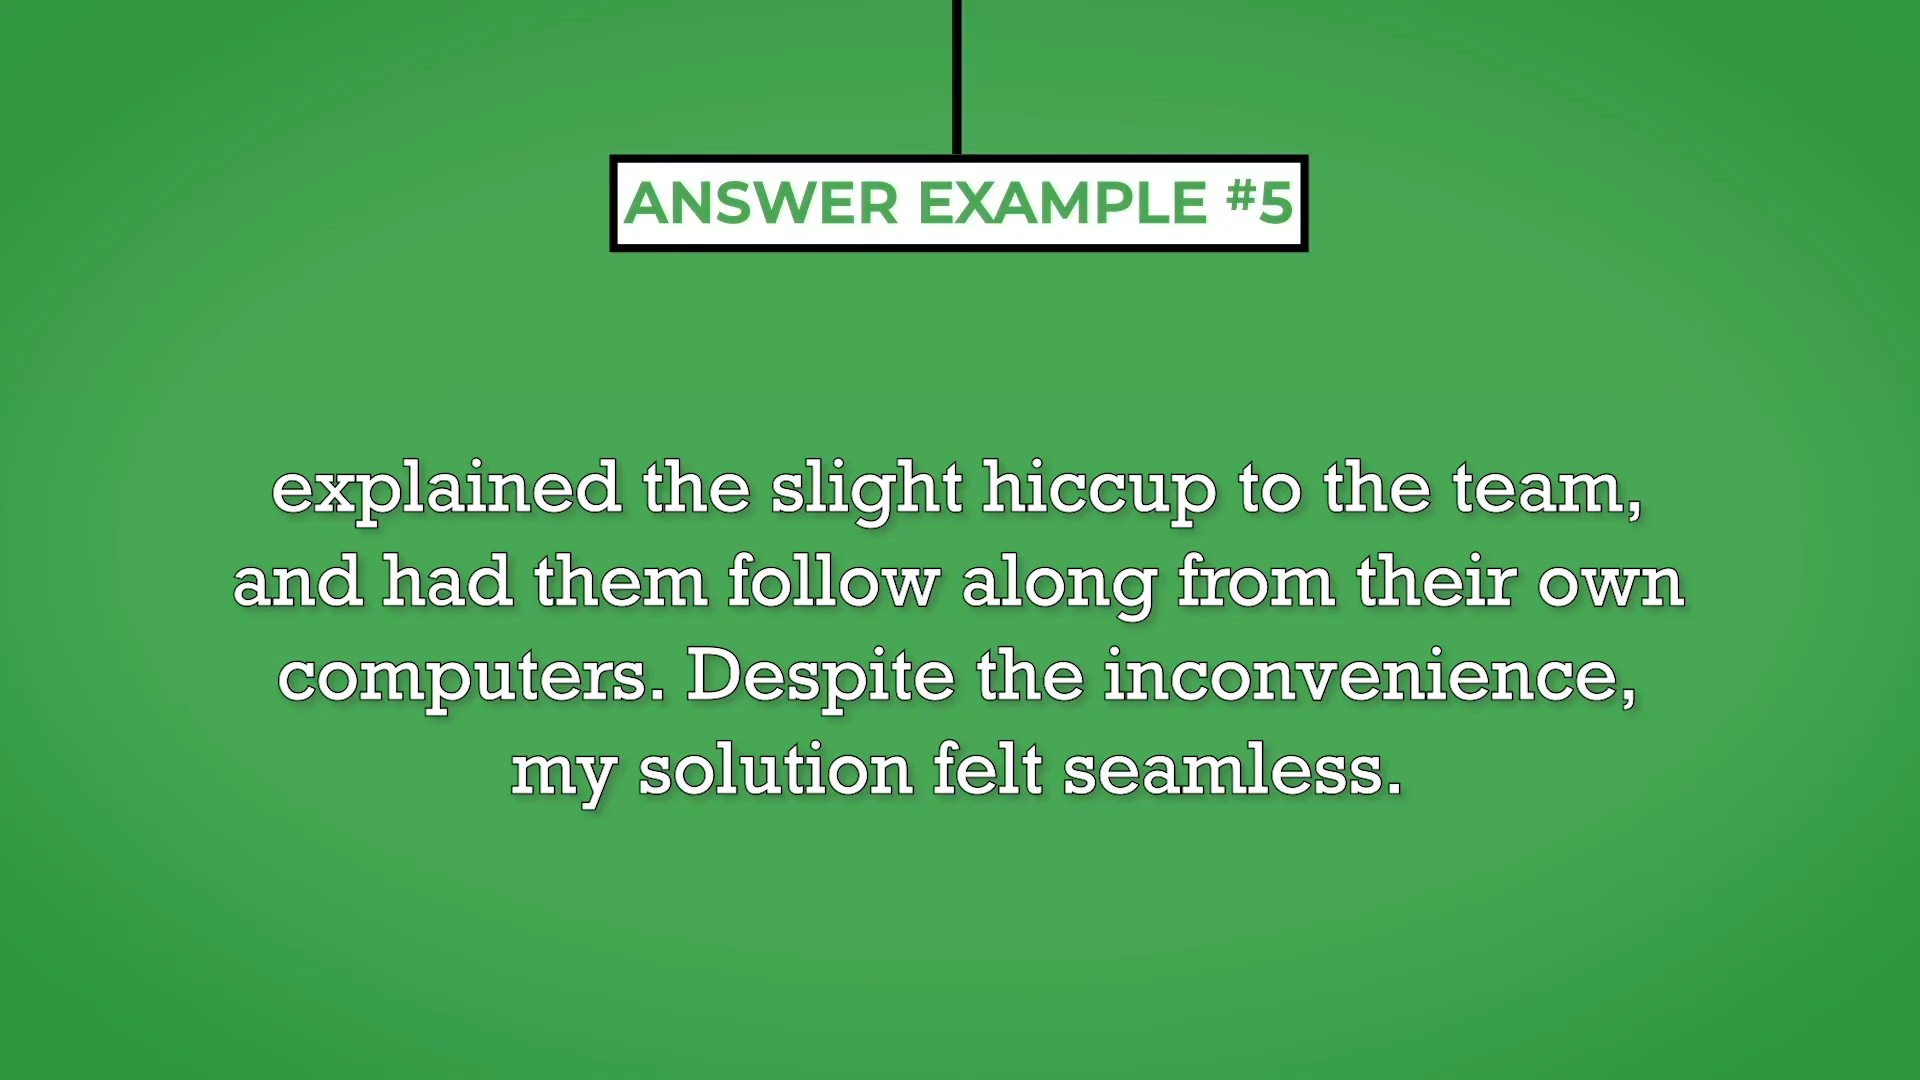 ANSWER EXAMPLE #5
explained the slight hiccup to the team,
and had them follow along from their own
computers. Despite the inconvenience,
my solution felt seamless.